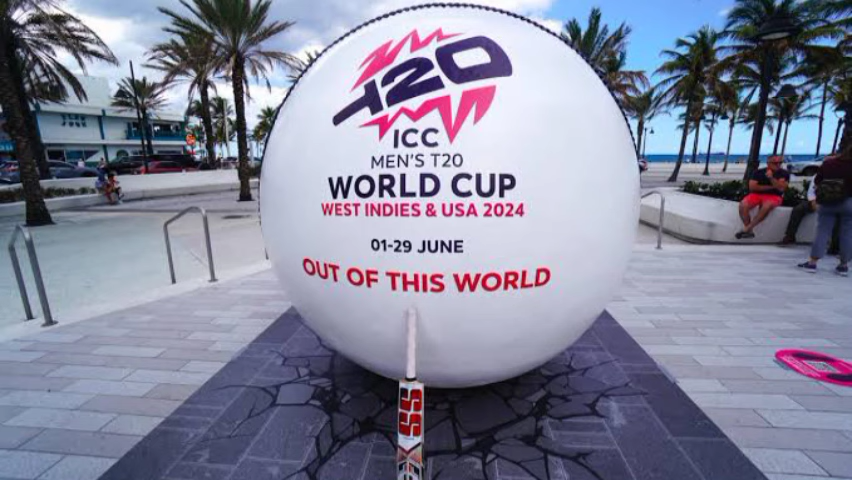 T20
ICC
MEN'S T20
WORLD CUP
WEST INDIES & USA 2024
01-29 JUNE
OUT OF THIS WORLD
SS